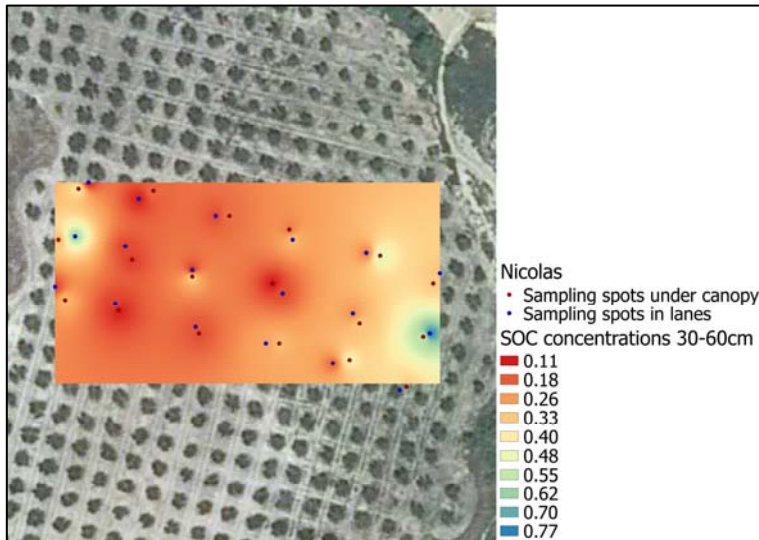 Nicolas
Sampling spots under canopy
Sampling spots in lanes
SOC concentrations 30-60cm
0.11
0.18
0.26
0.33
0.40
0.48
0.55
0.62
0.70
0.77